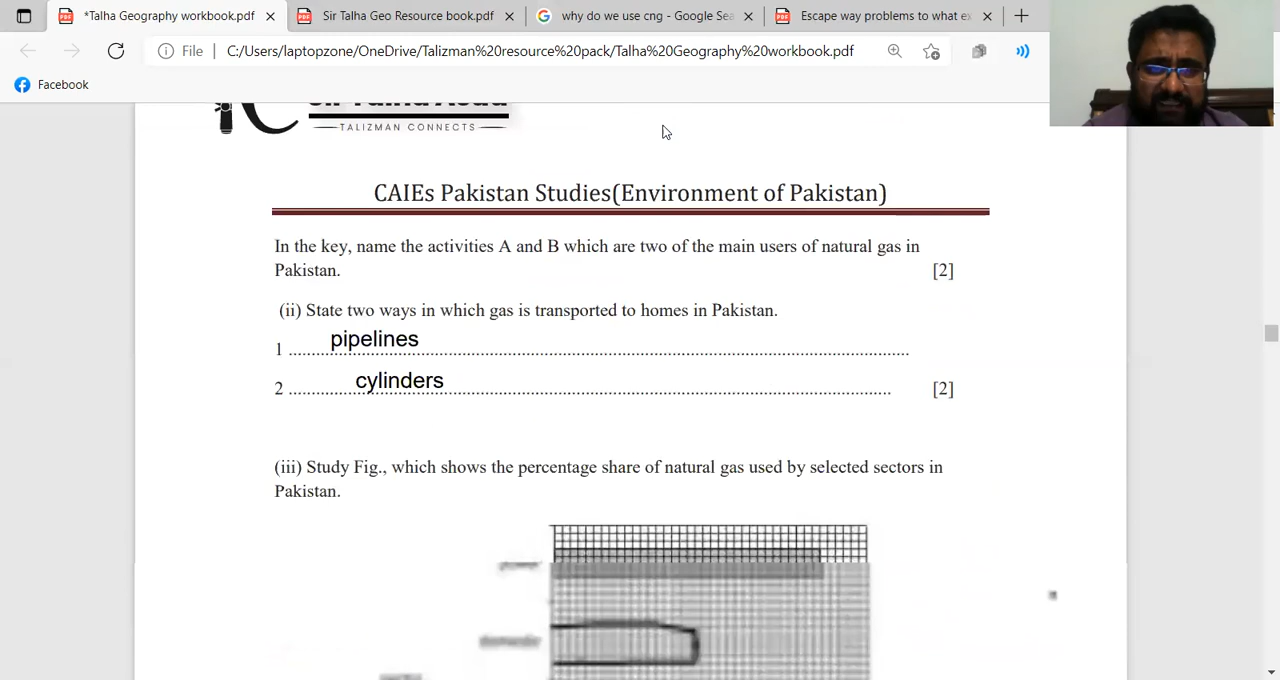 *Talha Geography workbook.pdf
Sir Talha Geo Resource book.pdf
why do we use cng - Google Sea
Escape way problems to what ex
File
C:/Users/laptopzone/OneDrive/Talizman%20resource%20pack/Talha%20Geography%20workbook.pdf
Facebook
TALIZMAN CONNECTS
CAIEs Pakistan Studies(Environment of Pakistan)
In the key, name the activities A and B which are two of the main users of natural gas in
Pakistan. [2]
(ii) State two ways in which gas is transported to homes in Pakistan.
1 pipelines
2 cylinders [2]
(iii) Study Fig., which shows the percentage share of natural gas used by selected sectors in
Pakistan.